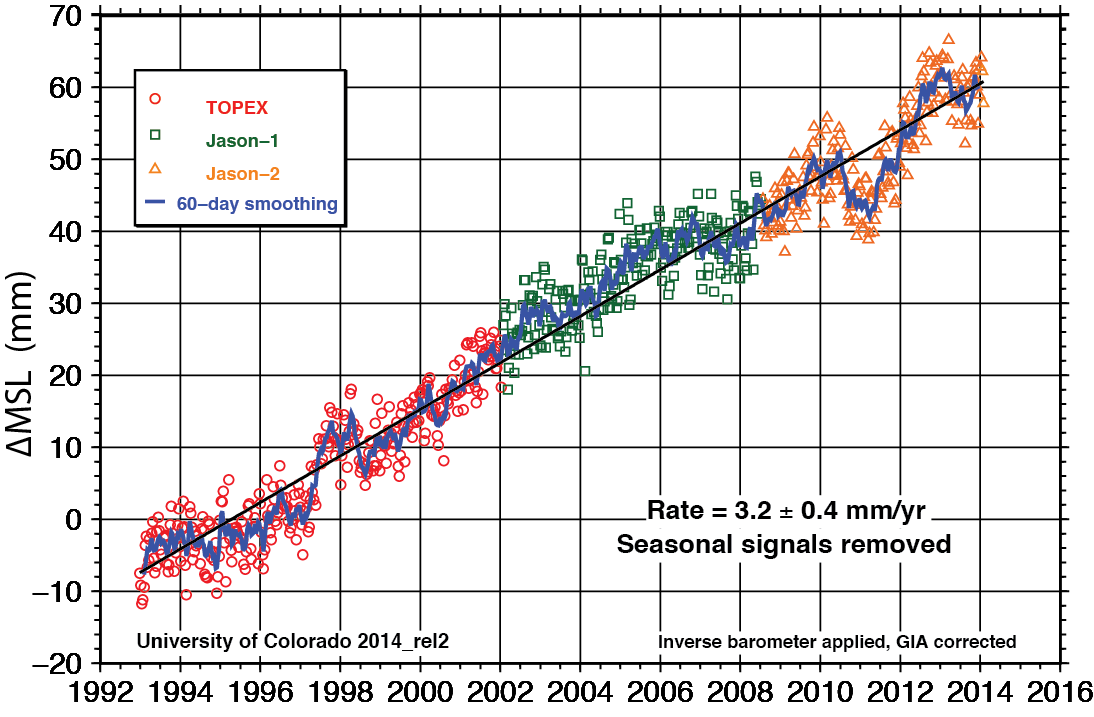 70
60
50
40
30
20
10
0
−10
−20
ΔMSL (mm)
TOPEX
Jason−1
Jason−2
60−day smoothing
Rate = 3.2 ± 0.4 mm/yr
Seasonal signals removed
University of Colorado 2014_rel2
Inverse barometer applied, GIA corrected
1992 1994 1996 1998 2000 2002 2004 2006 2008 2010 2012 2014 2016